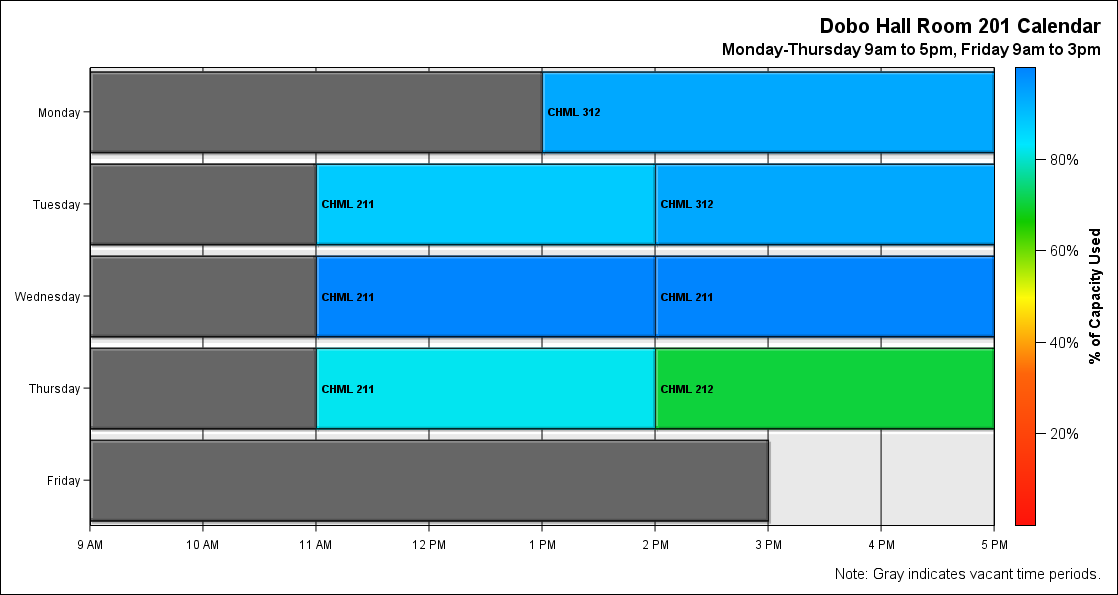 Dobo Hall Room 201 Calendar
Monday-Thursday 9am to 5pm, Friday 9am to 3pm
Monday
CHML 312
Tuesday
CHML 211
CHML 312
Wednesday
CHML 211
CHML 211
Thursday
CHML 211
CHML 212
Friday
9 AM
10 AM
11 AM
12 PM
1 PM
2 PM
3 PM
4 PM
5 PM
80%
60%
40%
20%
% of Capacity Used
Note: Gray indicates vacant time periods.